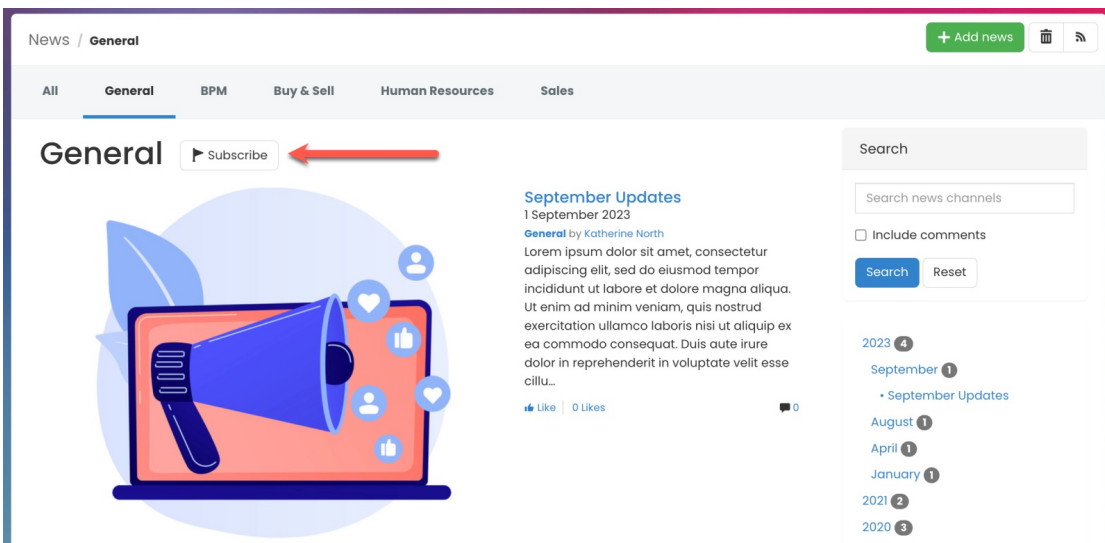 News / General
+ Add news
All General BPM Buy & Sell Human Resources Sales
General
Subscribe
September Updates
1 September 2023
General by Katherine North
Lorem ipsum dolor sit amet, consectetur
adipiscing elit, sed do eiusmod tempor
incididunt ut labore et dolore magna aliqua.
Ut enim ad minim veniam, quis nostrud
exercitation ullamco laboris nisi ut aliquip ex
ea commodo consequat. Duis aute irure
dolor in reprehenderit in voluptate velit esse
cillu...
Like 0 Likes 0
Search
Search news channels
Include comments
Search Reset
2023 4
September 1
• September Updates
August 1
April 1
January 1
2021 2
2020 3